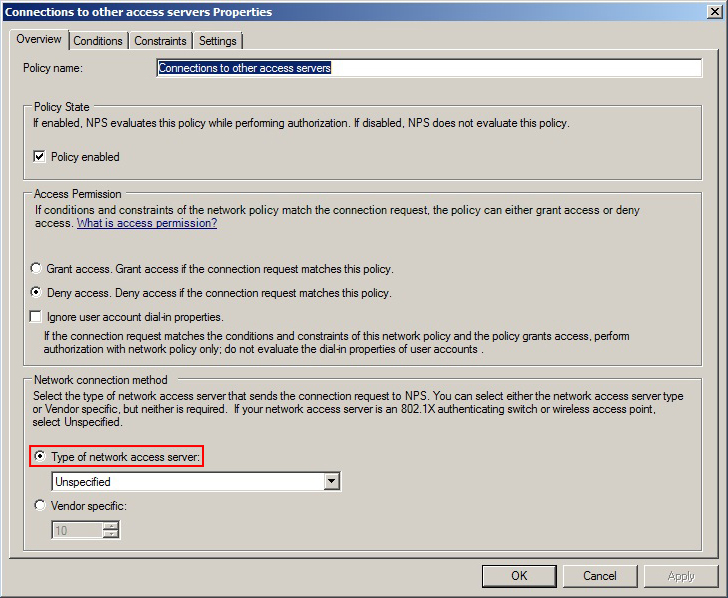 Connections to other access servers Properties
Overview Conditions Constraints Settings
Policy name: Connections to other access servers
Policy State
If enabled, NPS evaluates this policy while performing authorization. If disabled, NPS does not evaluate this policy.
Policy enabled
Access Permission
If conditions and constraints of the network policy match the connection request, the policy can either grant access or deny
access. What is access permission?
Grant access. Grant access if the connection request matches this policy.
Deny access. Deny access if the connection request matches this policy.
Ignore user account dial-in properties.
If the connection request matches the conditions and constraints of this network policy and the policy grants access, perform
authorization with network policy only; do not evaluate the dial-in properties of user accounts .
Network connection method
Select the type of network access server that sends the connection request to NPS. You can select either the network access server type
or Vendor specific, but neither is required. If your network access server is an 802.1X authenticating switch or wireless access point,
select Unspecified.
Type of network access server:
Unspecified
Vendor specific:
10
OK Cancel Apply